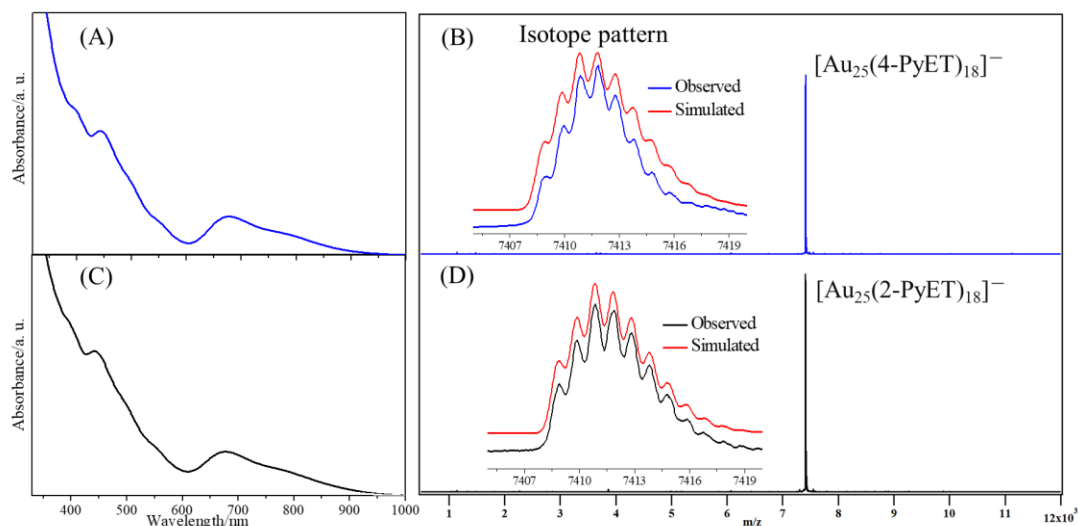 (A)
Absorbance/a. u.
(B)
Isotope pattern
Observed
Simulated
[Au₂₅(4-PyET)₁₈]⁻
7407 7410 7413 7416 7419
(C)
Absorbance/a. u.
400 500 600 700 800 900 1000
Wavelength/nm
(D)
Observed
Simulated
[Au₂₅(2-PyET)₁₈]⁻
7407 7410 7413 7416 7419
1 2 3 4 5 6 7 8 9 10 11 12x10³
m/z